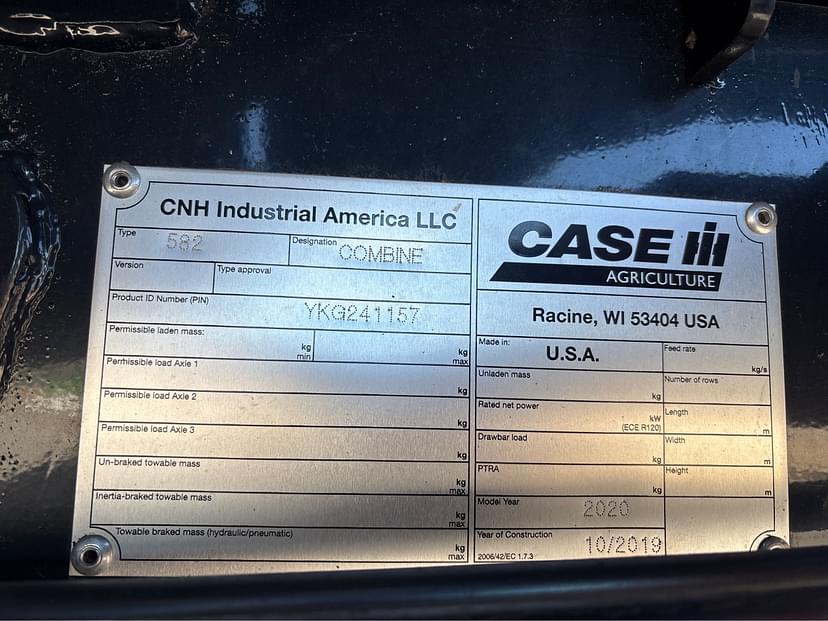 CNH Industrial America LLC
Type
582
Designation
COMBINE
Version
Type approval
Product ID Number (PIN)
YKG241157
Permissible laden mass:
kg
min
kg
max
Permissible load Axle 1
kg
Permissible load Axle 2
kg
Permissible load Axle 3
kg
Un-braked towable mass
kg
max
Inertia-braked towable mass
kg
max
Towable braked mass (hydraulic/pneumatic)
kg
max
CASE IH
AGRICULTURE
Racine, WI 53404 USA
Made in:
U.S.A.
Feed rate
kg/s
Unladen mass
kg
Number of rows
Rated net power
kW
(ECE R120)
Length
m
Drawbar load
kg
Width
m
PTRA
kg
Height
m
Model Year
2020
Year of Construction
10/2019
2006/42/EC 1.7.3